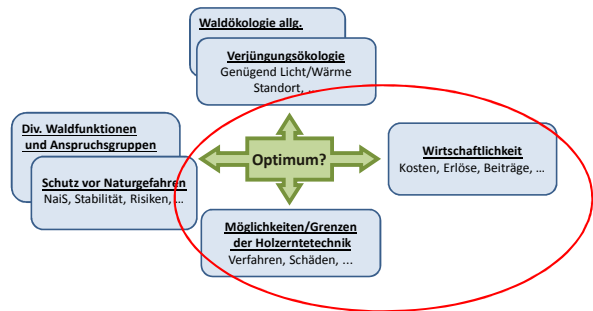 Waldökologie allg.
Verjüngungsökologie
Genügend Licht/Wärme
Standort, …
Div. Waldfunktionen
und Anspruchsgruppen
Schutz vor Naturgefahren
NaiS, Stabilität, Risiken, …
Optimum?
Wirtschaftlichkeit
Kosten, Erlöse, Beiträge, …
Möglichkeiten/Grenzen
der Holzerntetechnik
Verfahren, Schäden, …